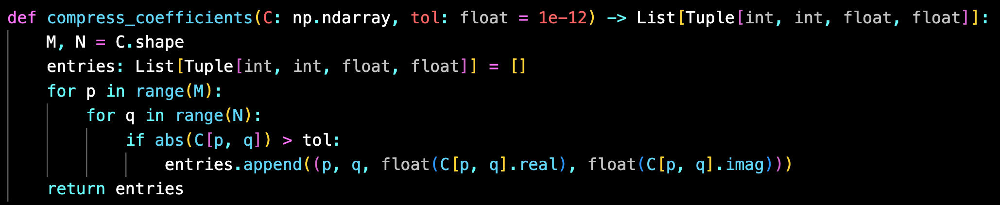 def compress_coefficients(C: np.ndarray, tol: float = 1e-12) -> List[Tuple[int, int, float, float]]:
    M, N = C.shape
    entries: List[Tuple[int, int, float, float]] = []
    for p in range(M):
        for q in range(N):
            if abs(C[p, q]) > tol:
                entries.append((p, q, float(C[p, q].real), float(C[p, q].imag)))
    return entries